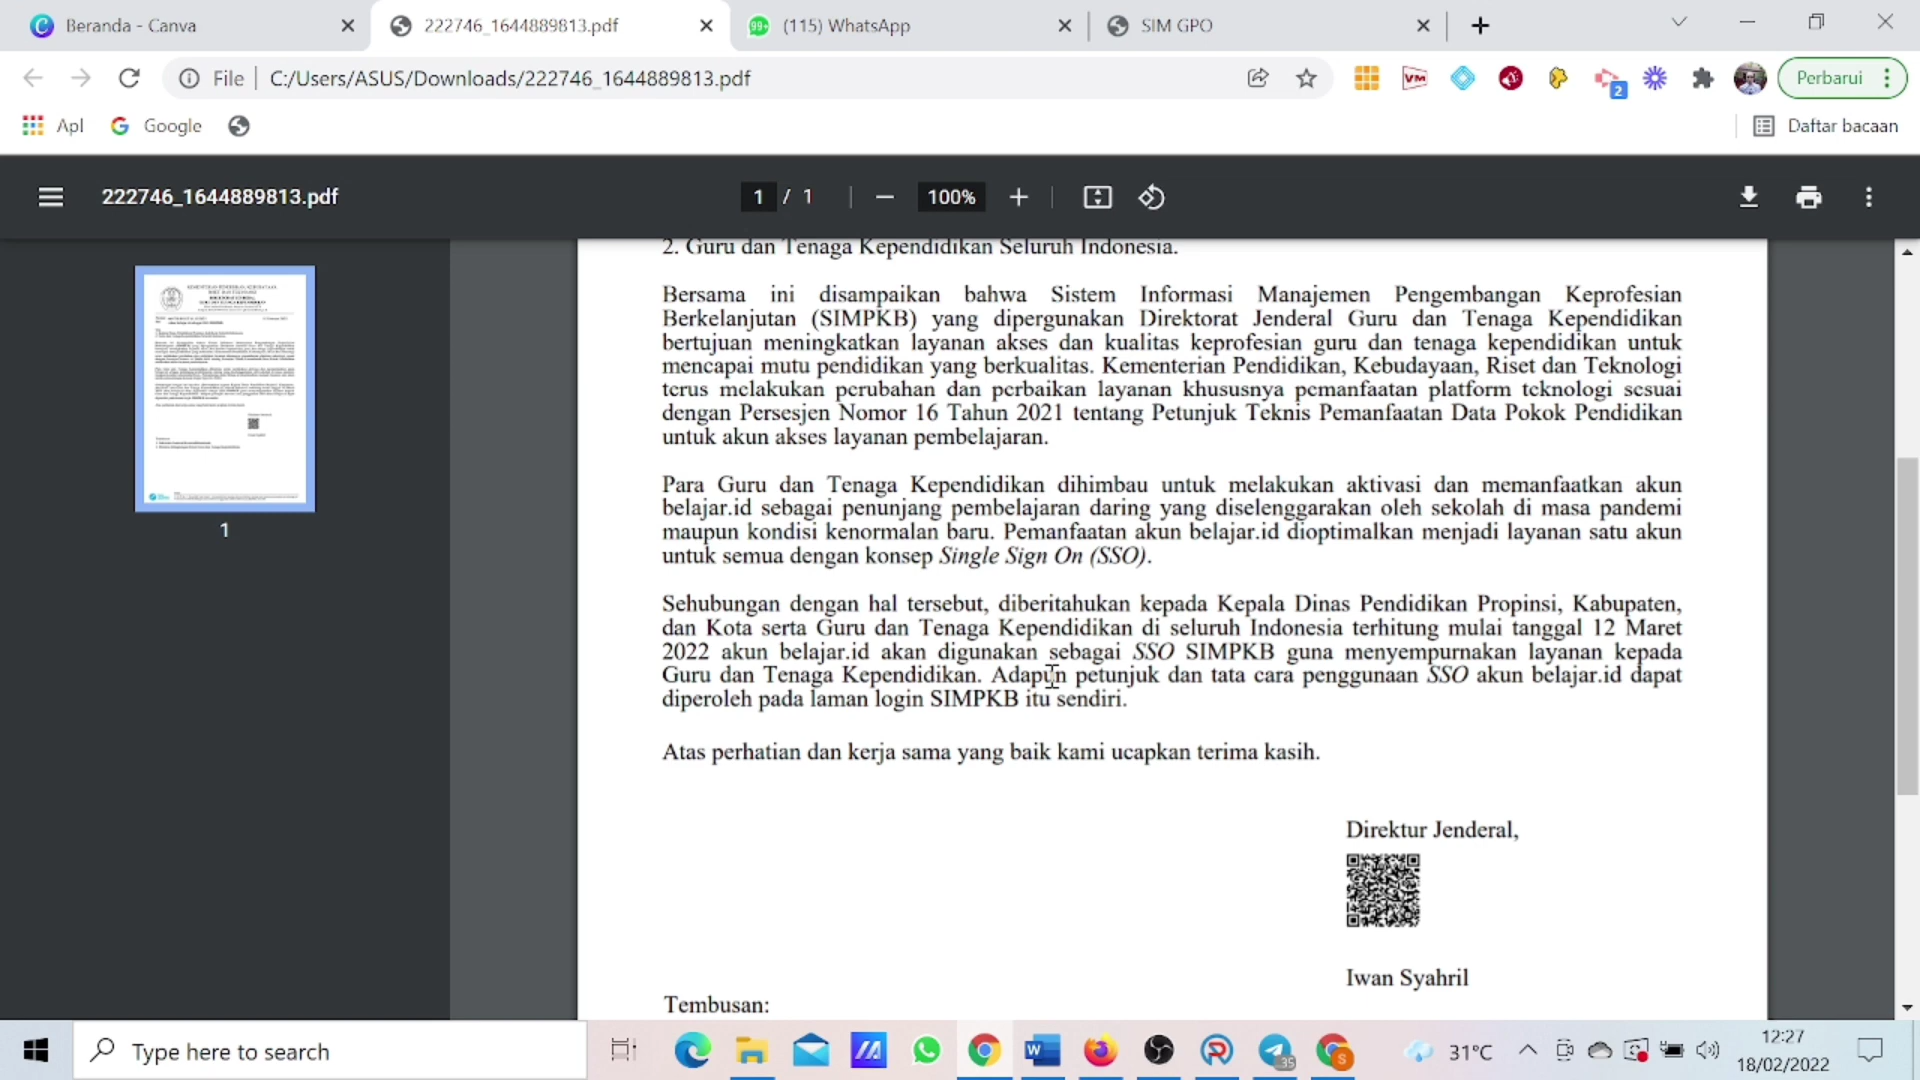 Beranda - Canva
222746_1644889813.pdf
99+
(115) WhatsApp
SIM GPO
File
C:/Users/ASUS/Downloads/222746_1644889813.pdf
VM
2
Perbarui
Apl
Google
Daftar bacaan
222746_1644889813.pdf
1 / 1
100%
1
2. Guru dan Tenaga Kependidikan Seluruh Indonesia.
Bersama ini disampaikan bahwa Sistem Informasi Manajemen Pengembangan Keprofesian
Berkelanjutan (SIMPKB) yang dipergunakan Direktorat Jenderal Guru dan Tenaga Kependidikan
bertujuan meningkatkan layanan akses dan kualitas keprofesian guru dan tenaga kependidikan untuk
mencapai mutu pendidikan yang berkualitas. Kementerian Pendidikan, Kebudayaan, Riset dan Teknologi
terus melakukan perubahan dan perbaikan layanan khususnya pemanfaatan platform teknologi sesuai
dengan Persesjen Nomor 16 Tahun 2021 tentang Petunjuk Teknis Pemanfaatan Data Pokok Pendidikan
untuk akun akses layanan pembelajaran.
Para Guru dan Tenaga Kependidikan dihimbau untuk melakukan aktivasi dan memanfaatkan akun
belajar.id sebagai penunjang pembelajaran daring yang diselenggarakan oleh sekolah di masa pandemi
maupun kondisi kenormalan baru. Pemanfaatan akun belajar.id dioptimalkan menjadi layanan satu akun
untuk semua dengan konsep Single Sign On (SSO).
Sehubungan dengan hal tersebut, diberitahukan kepada Kepala Dinas Pendidikan Propinsi, Kabupaten,
dan Kota serta Guru dan Tenaga Kependidikan di seluruh Indonesia terhitung mulai tanggal 12 Maret
2022 akun belajar.id akan digunakan sebagai SSO SIMPKB guna menyempurnakan layanan kepada
Guru dan Tenaga Kependidikan. Adapun petunjuk dan tata cara penggunaan SSO akun belajar.id dapat
diperoleh pada laman login SIMPKB itu sendiri.
Atas perhatian dan kerja sama yang baik kami ucapkan terima kasih.
Direktur Jenderal,
Iwan Syahril
Tembusan:
Type here to search
35
S
31°C
12:27
18/02/2022